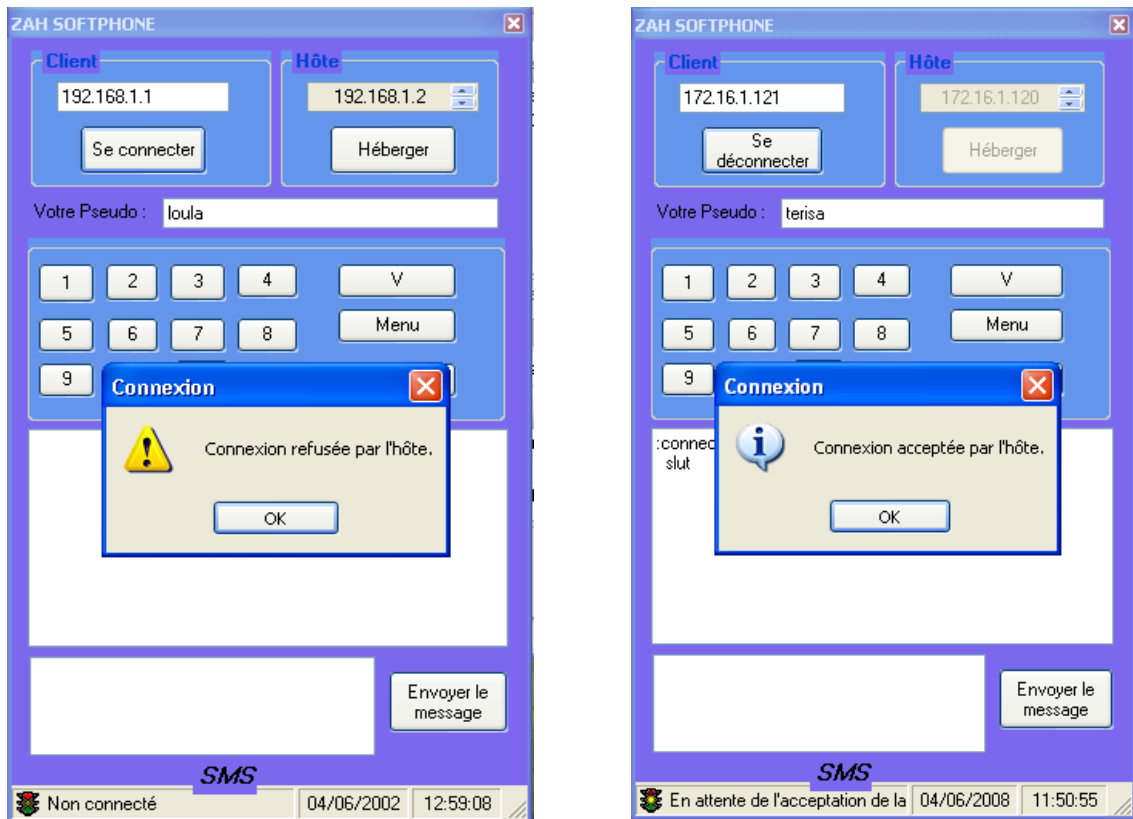 ZAH SOFTPHONE
Client
Hôte
192.168.1.1
192.168.1.2
Se connecter
Héberger
Votre Pseudo :
loula
1
2
3
4
V
5
6
7
8
Menu
9
Connexion
Connexion refusée par l'hôte.
OK
Envoyer le
message
SMS
Non connecté
04/06/2002
12:59:08
ZAH SOFTPHONE
Client
Hôte
172.16.1.121
172.16.1.120
Se
déconnecter
Héberger
Votre Pseudo :
terisa
1
2
3
4
V
5
6
7
8
Menu
9
Connexion
:connec
slut
Connexion acceptée par l'hôte.
OK
Envoyer le
message
SMS
En attente de l'acceptation de la
04/06/2008
11:50:55